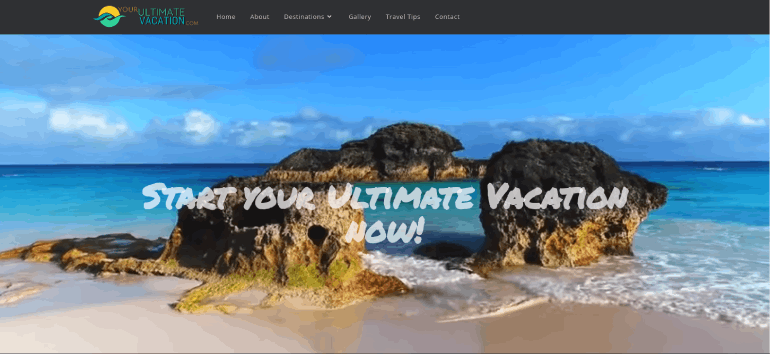 YOUR ULTIMATE
VACATION.COM
Home About Destinations Gallery Travel Tips Contact
Start your Ultimate Vacation
now!